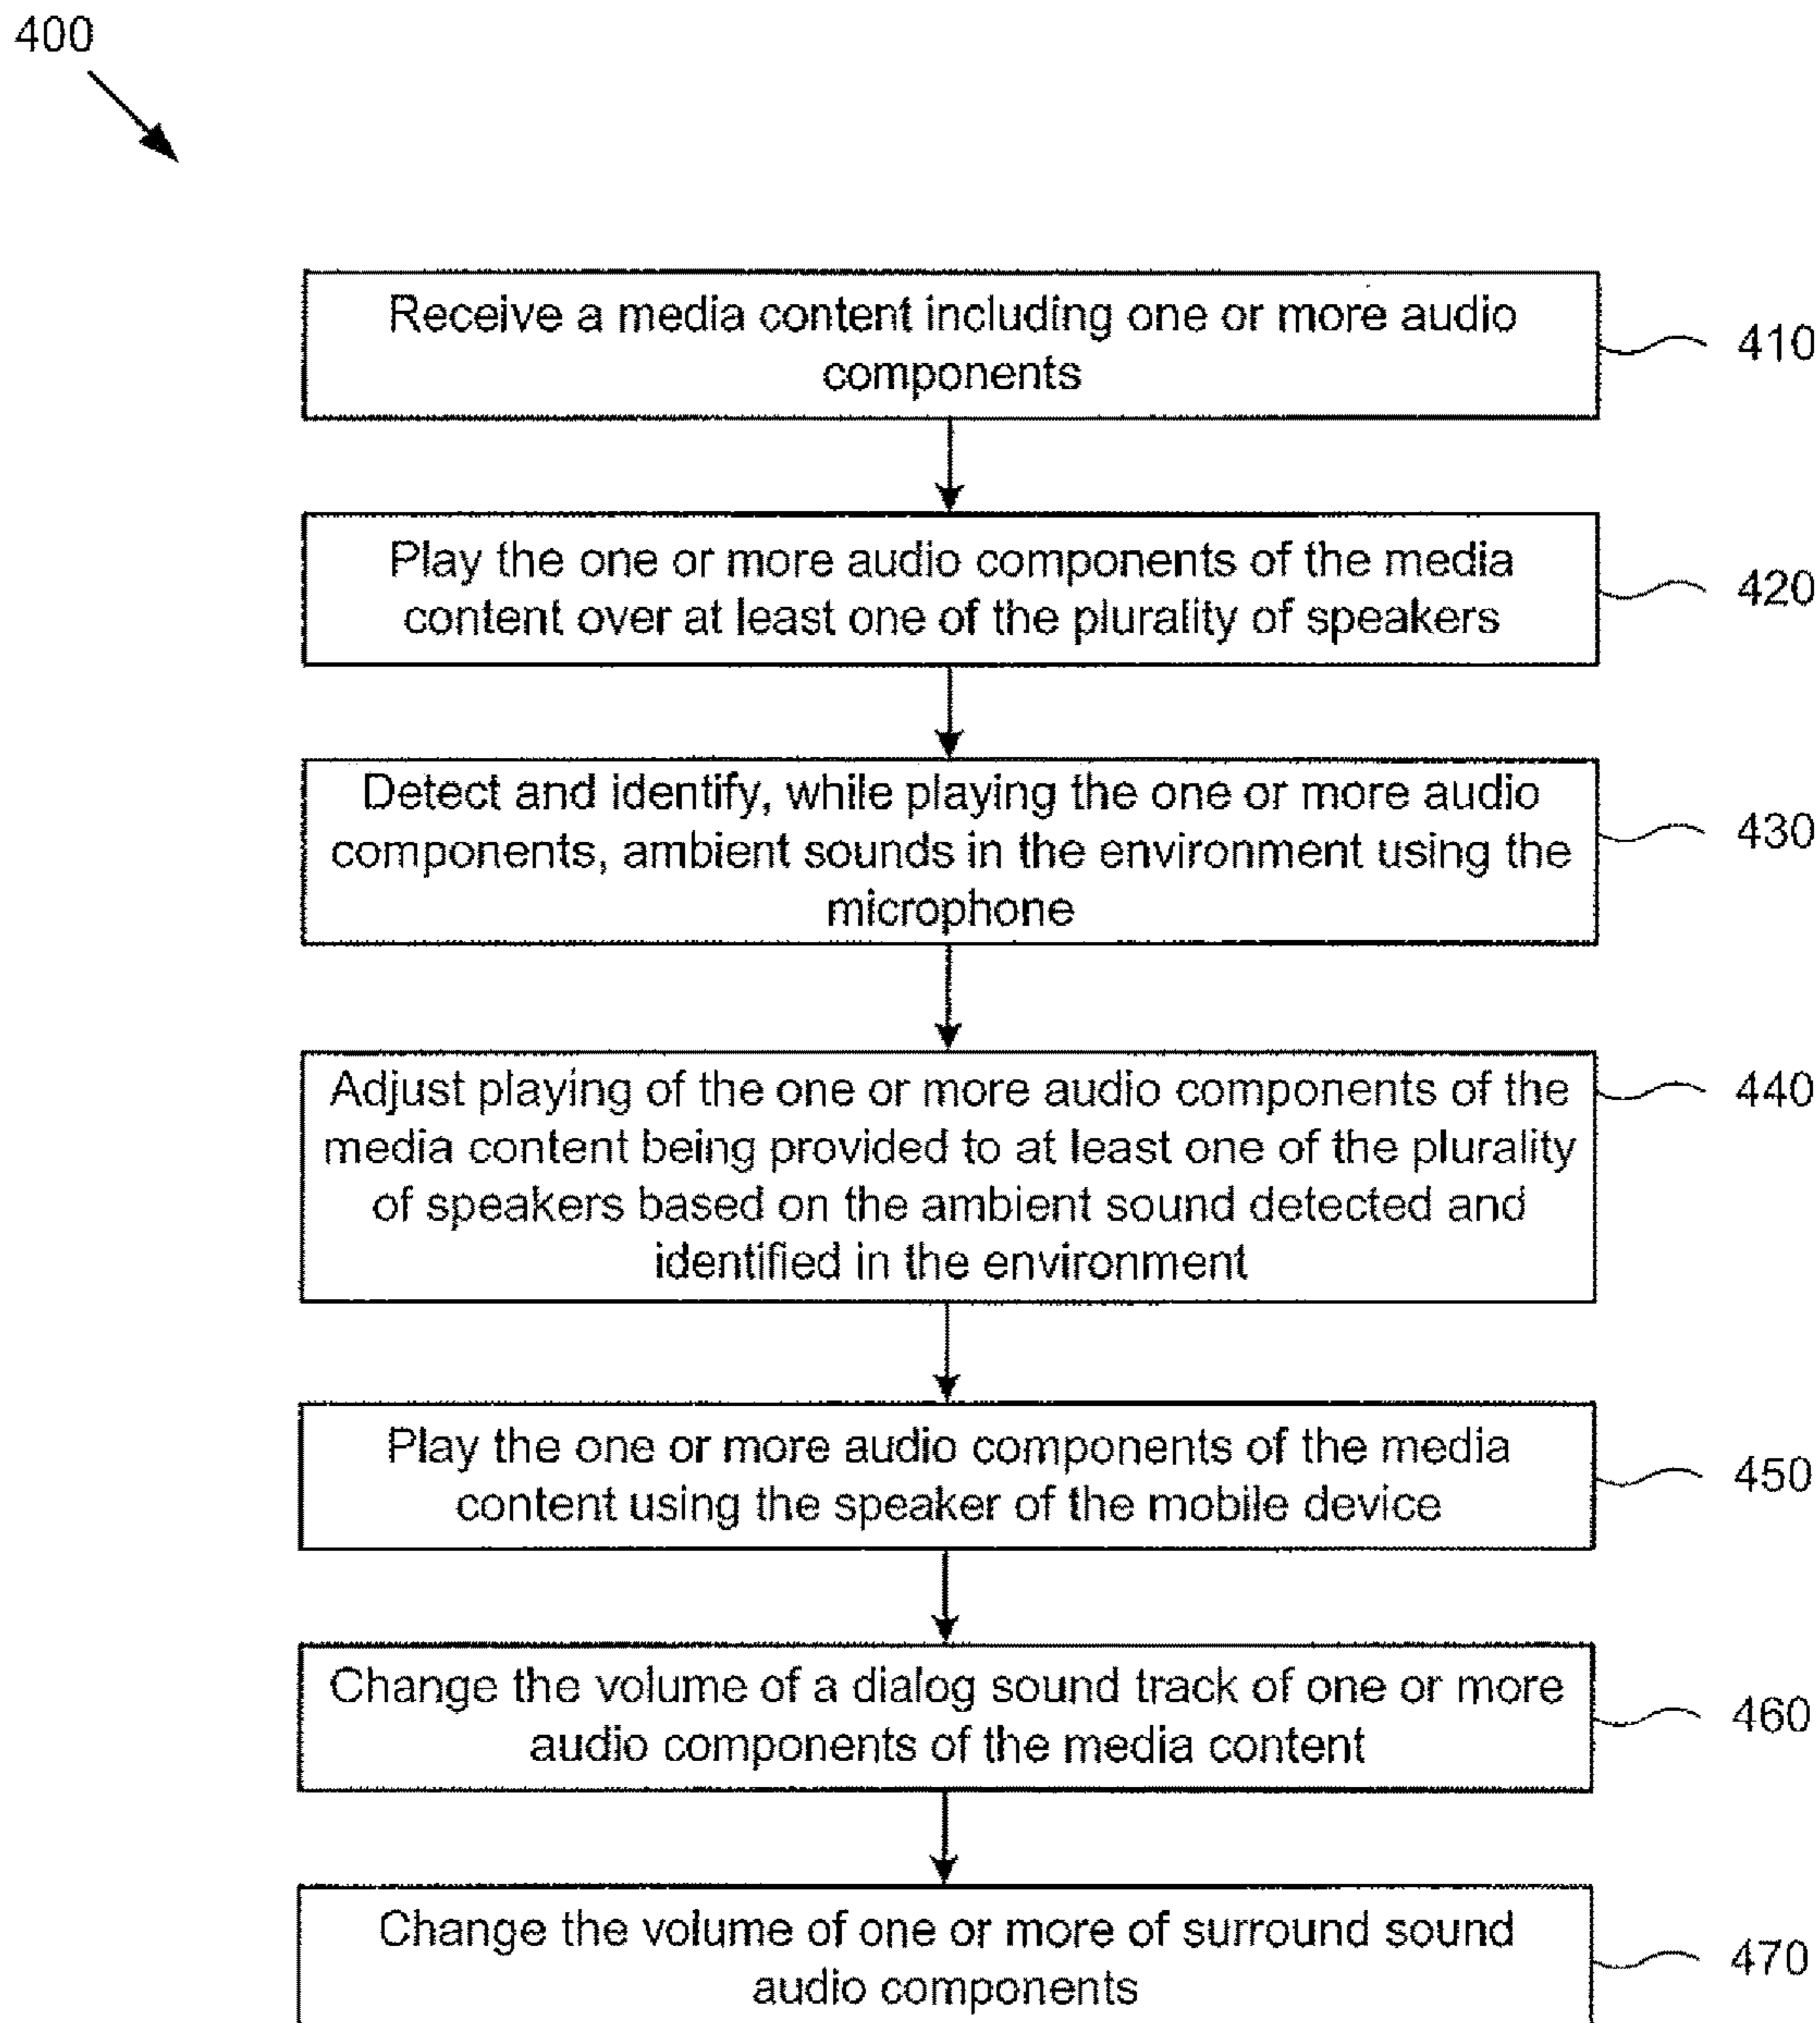 400
Receive a media content including one or more audio
components
410
Play the one or more audio components of the media
content over at least one of the plurality of speakers
420
Detect and identify, while playing the one or more audio
components, ambient sounds in the environment using the
microphone
430
Adjust playing of the one or more audio components of the
media content being provided to at least one of the plurality
of speakers based on the ambient sound detected and
identified in the environment
440
Play the one or more audio components of the media
content using the speaker of the mobile device
450
Change the volume of a dialog sound track of one or more
audio components of the media content
460
Change the volume of one or more of surround sound
audio components
470